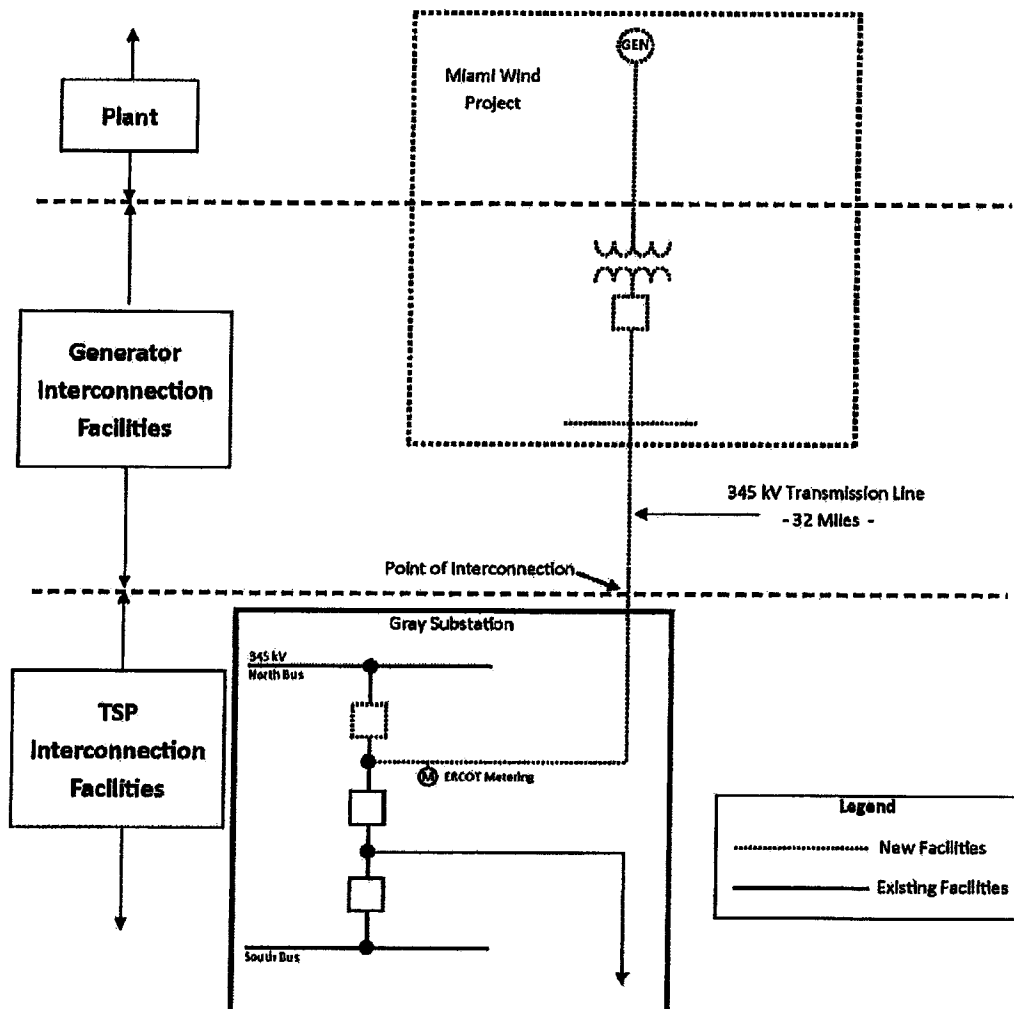 GEN
Miami Wind
Project
Plant
Generator
Interconnection
Facilities
345 kV Transmission Line
- 32 Miles -
Point of Interconnection
Gray Substation
345 kV
North Bus
TSP
Interconnection
Facilities
M ERCOT Metering
Legend
New Facilities
Existing Facilities
South Bus